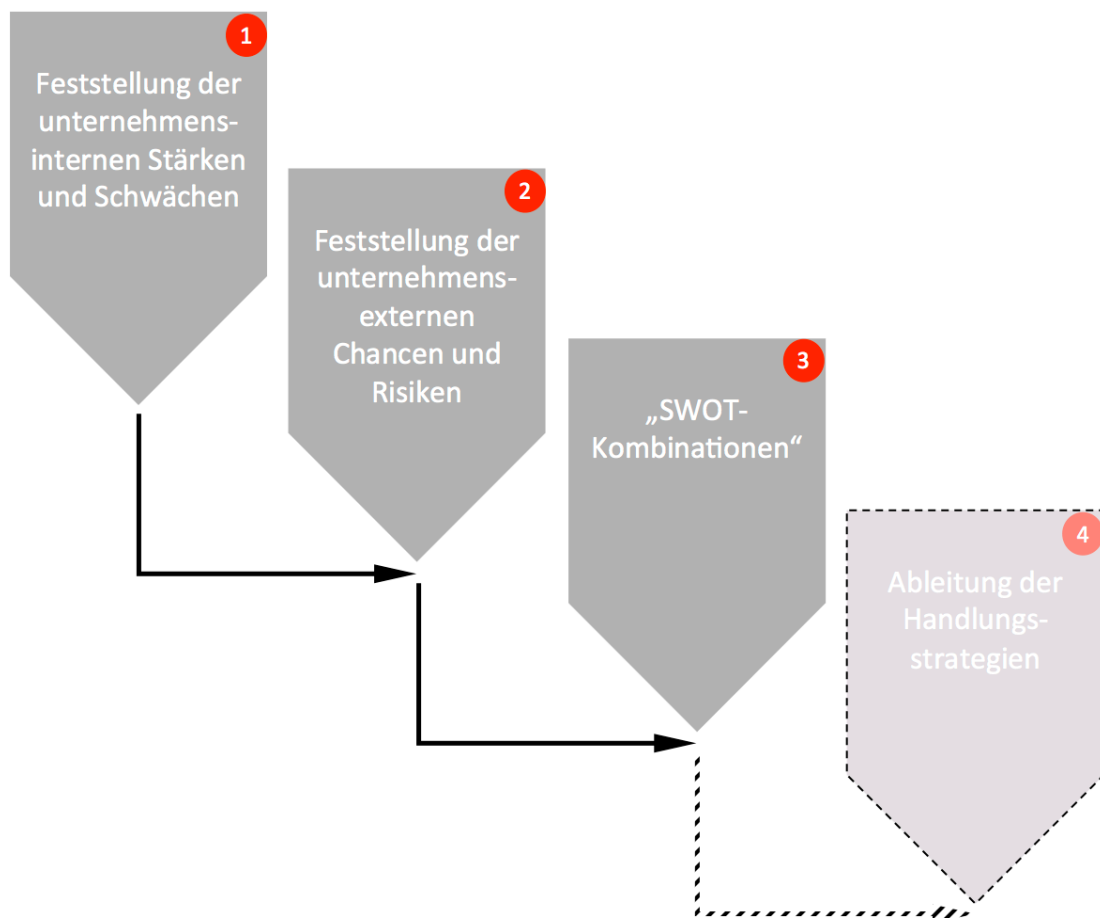 1
Feststellung der
unternehmens-
internen Stärken
und Schwächen
2
Feststellung der
unternehmens-
externen
Chancen und
Risiken
3
„SWOT-
Kombinationen“
4
Ableitung der
Handlungs-
strategien